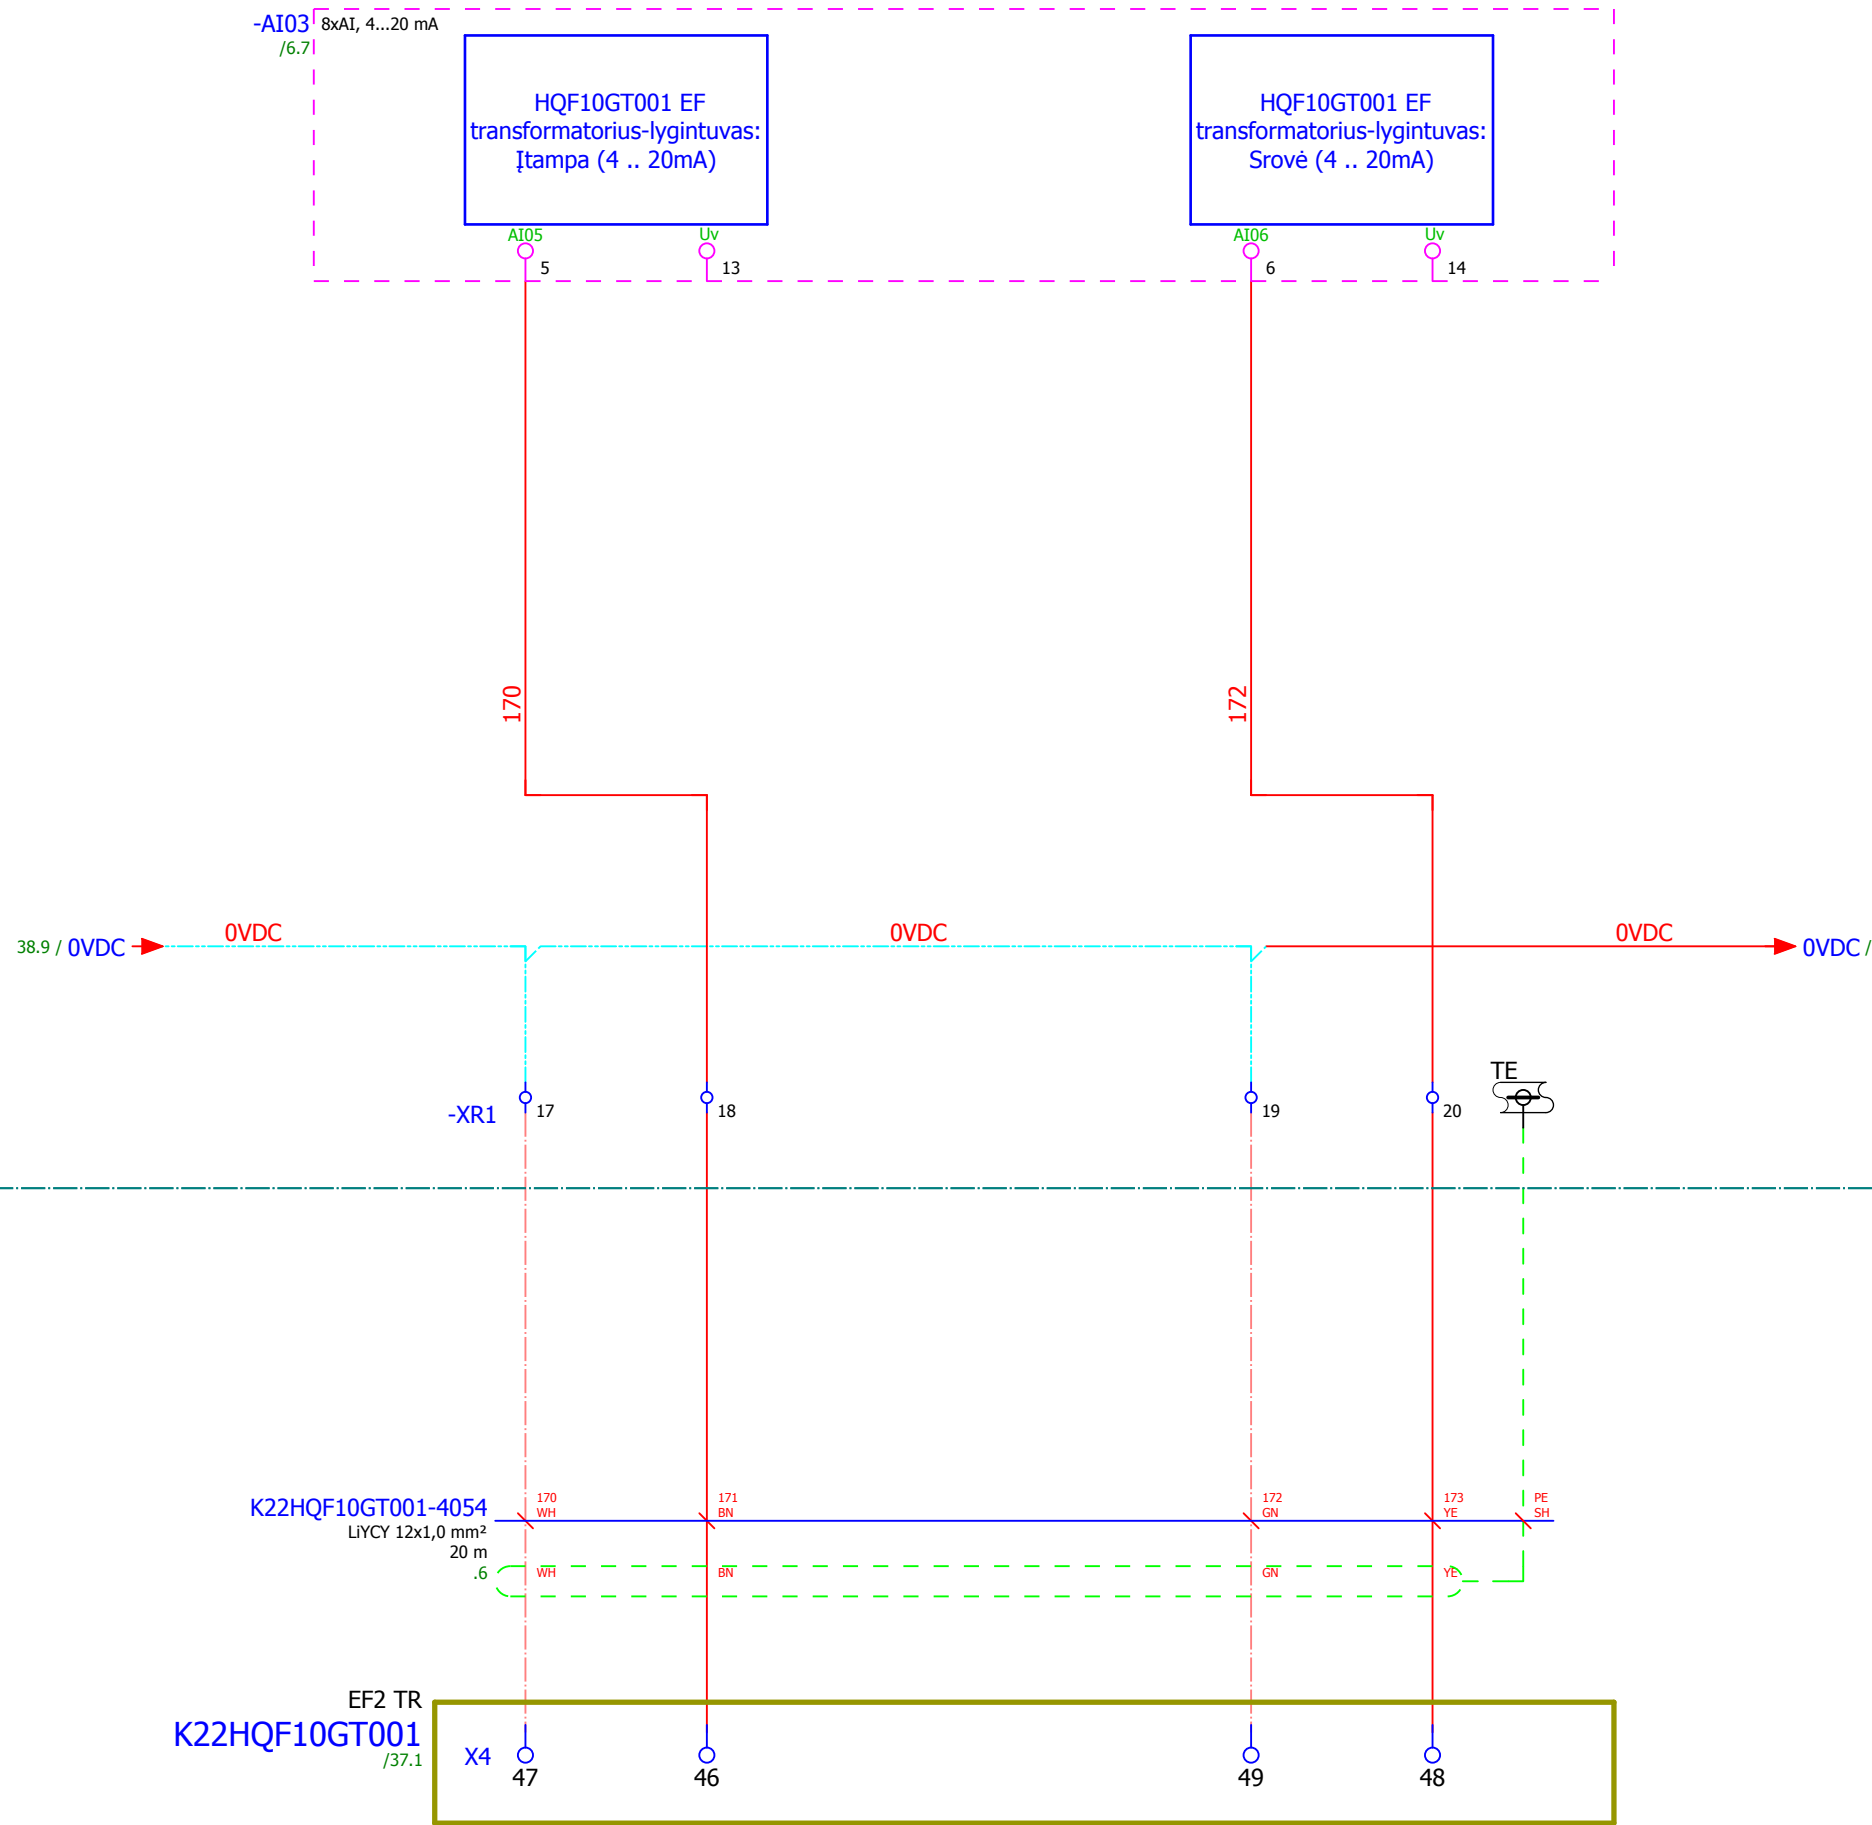 -AI03
8xAI, 4...20 mA
/6.7
HQF10GT001 EF
transformatorius-lygintuvas:
Įtampa (4 .. 20mA)
HQF10GT001 EF
transformatorius-lygintuvas:
Srovė (4 .. 20mA)
AI05
Uv
AI06
Uv
5
13
6
14
170
172
38.9 / 0VDC
0VDC
0VDC
0VDC
0VDC /
TE
-XR1
17
18
19
20
K22HQF10GT001-4054
LiYCY 12x1,0 mm²
20 m
.6
170
WH
171
BN
172
GN
173
YE
PE
SH
WH
BN
GN
YE
EF2 TR
K22HQF10GT001
/37.1
X4
47
46
49
48